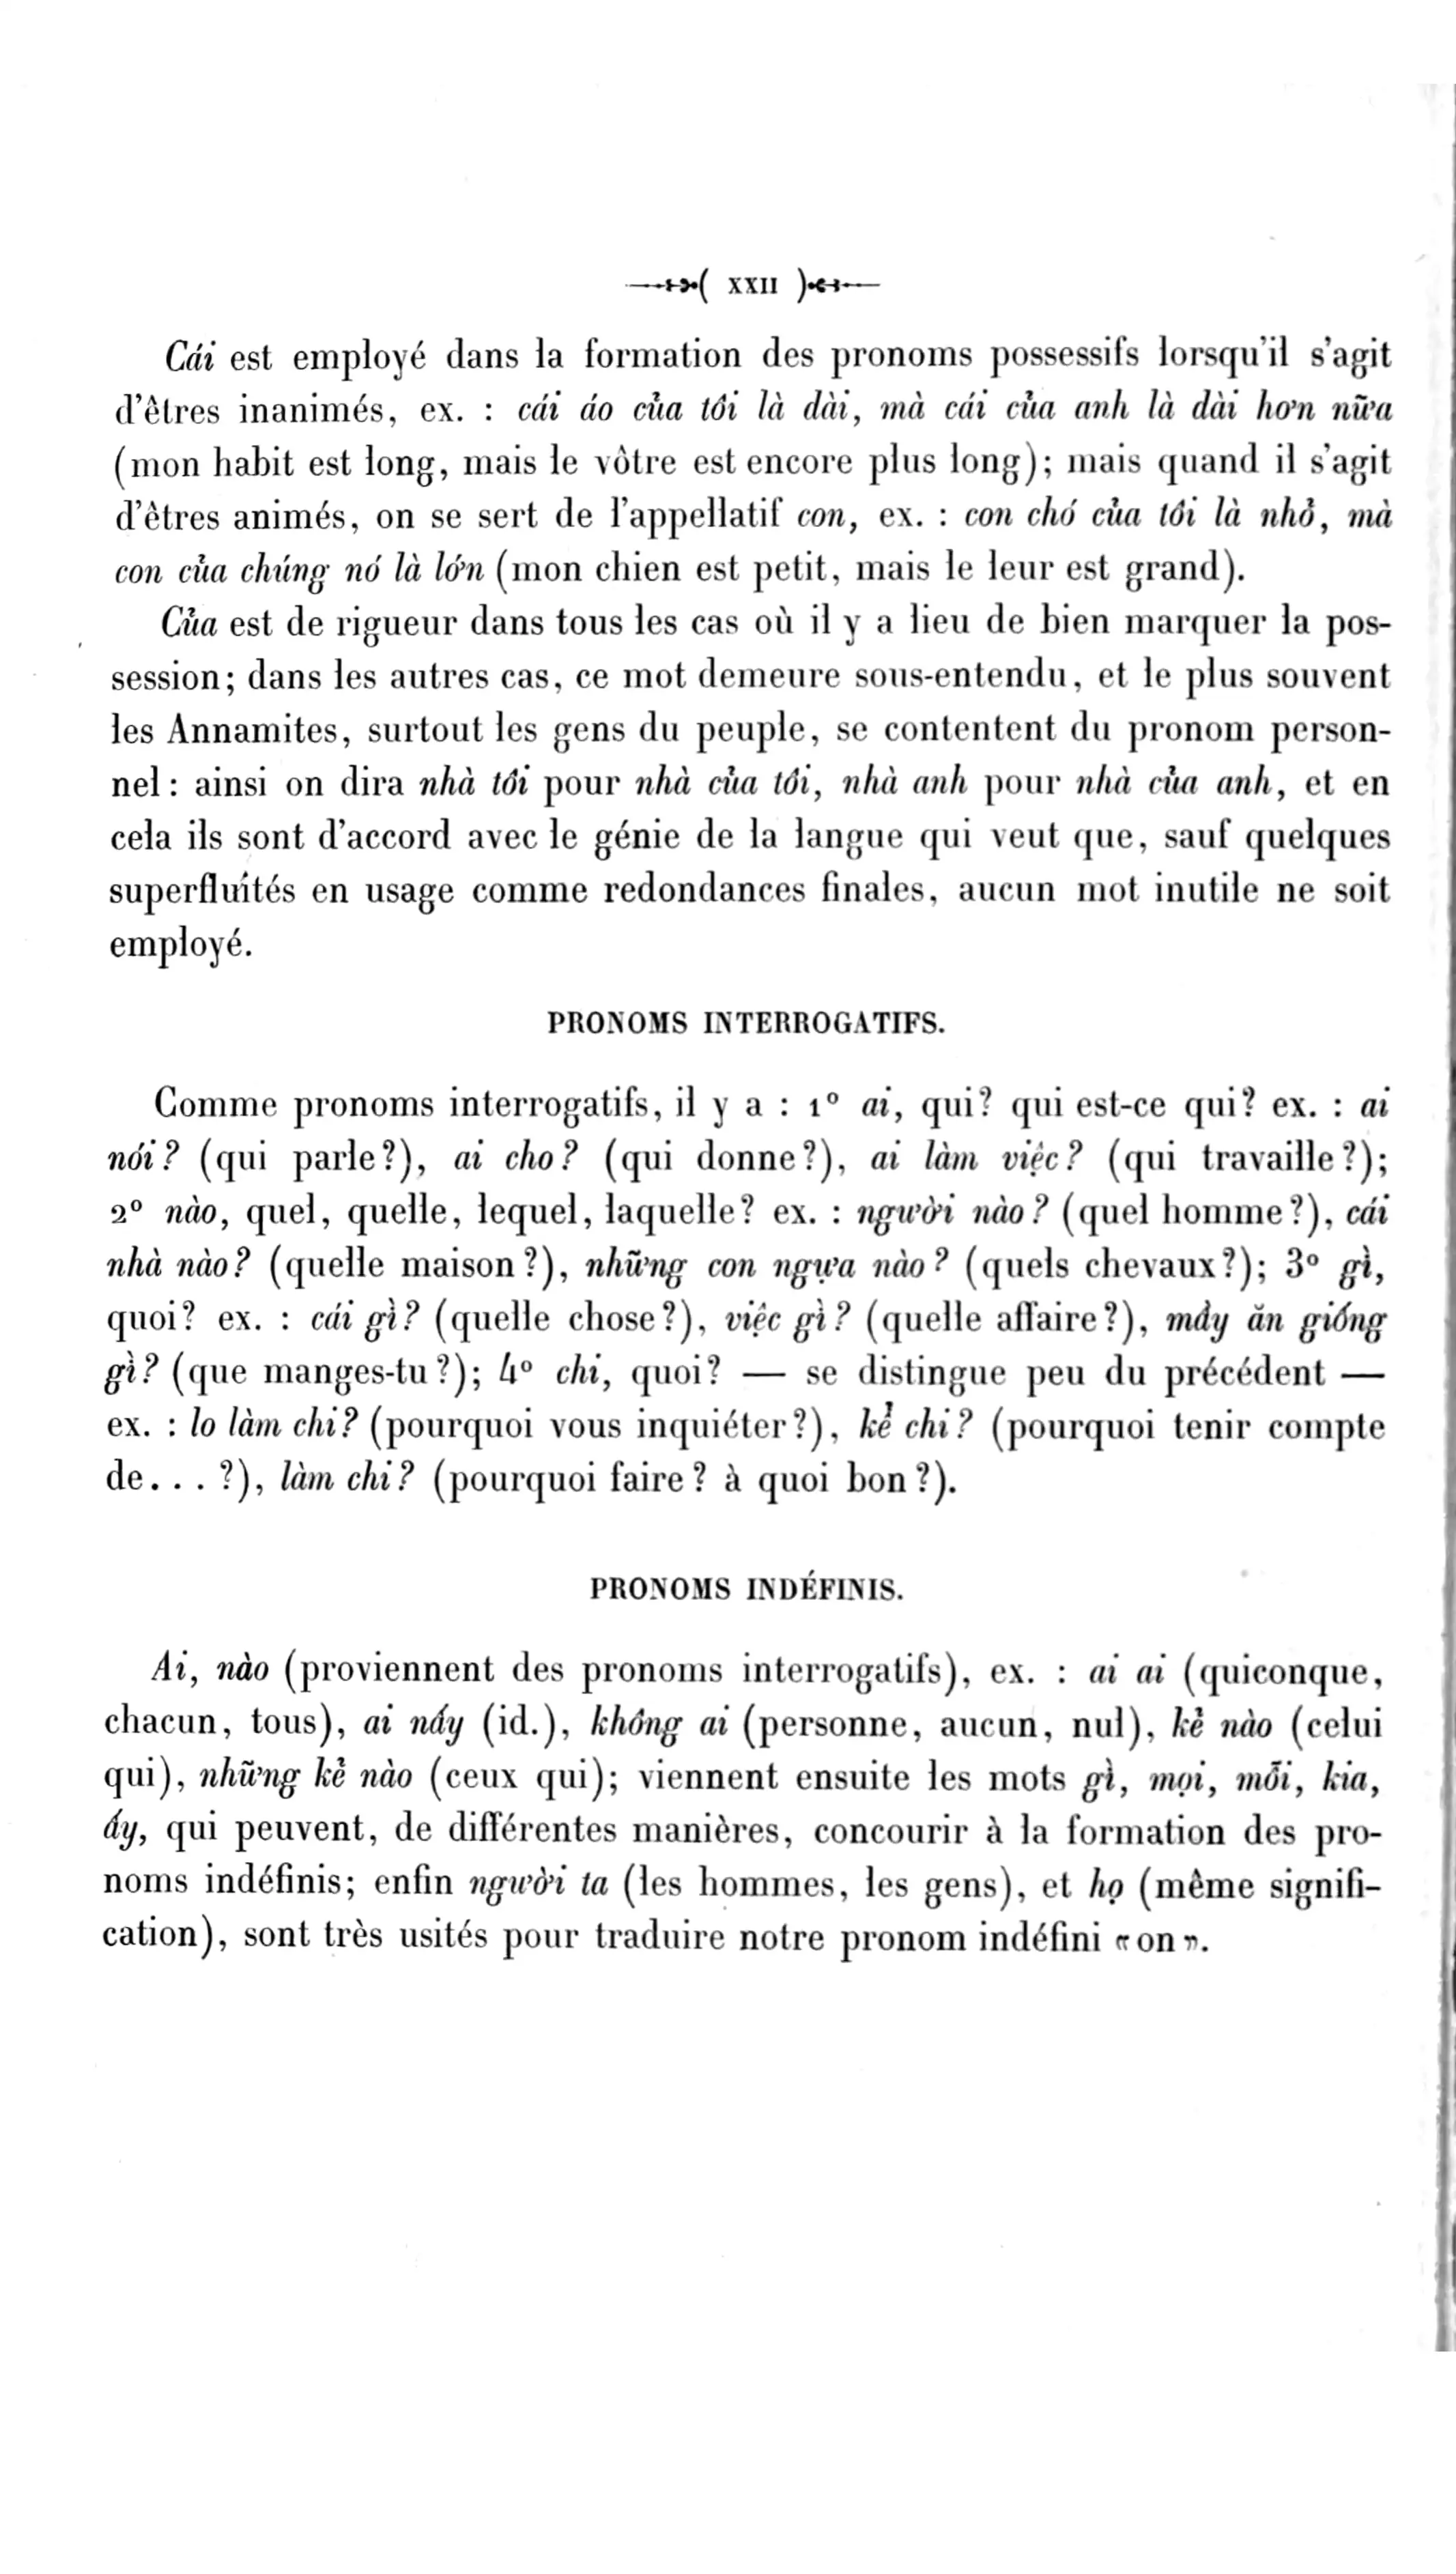 ( XXII )
Cái est employé dans la formation des pronoms possessifs lorsqu'il s'agit
d'êtres inanimés, ex. : cái áo của tôi là dài, mà cái của anh là dài hơn nữa
(mon habit est long, mais le vôtre est encore plus long); mais quand il s'agit
d'êtres animés, on se sert de l'appellatif con, ex. : con chó của tôi là nhỏ, mà
con của chúng nó là lớn (mon chien est petit, mais le leur est grand).
Của est de rigueur dans tous les cas où il y a lieu de bien marquer la pos-
session; dans les autres cas, ce mot demeure sous-entendu, et le plus souvent
les Annamites, surtout les gens du peuple, se contentent du pronom person-
nel : ainsi on dira nhà tôi pour nhà của tôi, nhà anh pour nhà của anh, et en
cela ils sont d'accord avec le génie de la langue qui veut que, sauf quelques
superfluités en usage comme redondances finales, aucun mot inutile ne soit
employé.
PRONOMS INTERROGATIFS.
Comme pronoms interrogatifs, il y a : 1° ai, qui? qui est-ce qui? ex. : ai
nói? (qui parle?), ai cho? (qui donne?), ai làm việc? (qui travaille?);
2° nào, quel, quelle, lequel, laquelle? ex. : người nào? (quel homme?), cái
nhà nào? (quelle maison?), những con ngựa nào? (quels chevaux?); 3° gì,
quoi? ex. : cái gì? (quelle chose?), việc gì? (quelle affaire?), mầy ăn giống
gì? (que manges-tu?); 4° chi, quoi? — se distingue peu du précédent —
ex. : lo làm chi? (pourquoi vous inquiéter?), kể chi? (pourquoi tenir compte
de...?), làm chi? (pourquoi faire? à quoi bon?).
PRONOMS INDÉFINIS.
Ai, nào (proviennent des pronoms interrogatifs), ex. : ai ai (quiconque,
chacun, tous), ai nấy (id.), không ai (personne, aucun, nul), kẻ nào (celui
qui), những kẻ nào (ceux qui); viennent ensuite les mots gì, mọi, mỗi, kia,
ấy, qui peuvent, de différentes manières, concourir à la formation des pro-
noms indéfinis; enfin người ta (les hommes, les gens), et họ (même signifi-
cation), sont très usités pour traduire notre pronom indéfini «on».